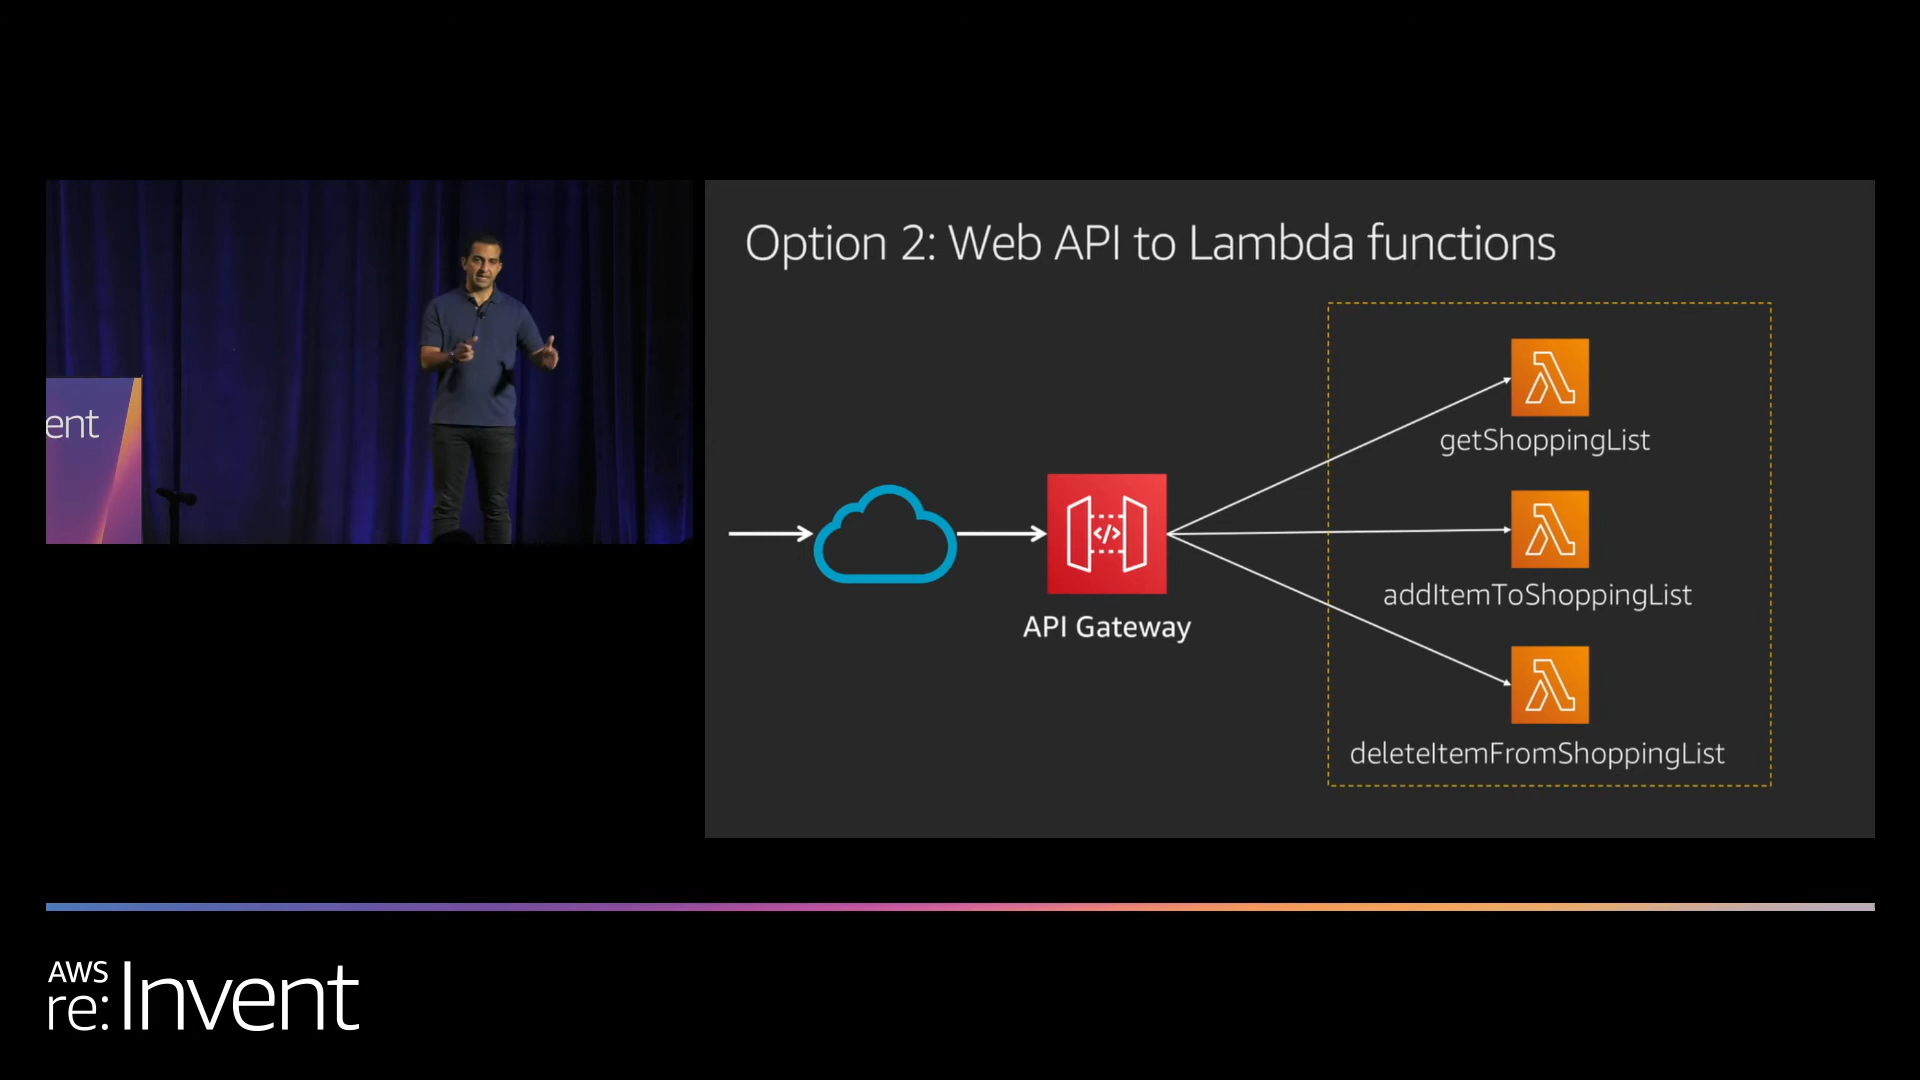 ent
Option 2: Web API to Lambda functions
getShoppingList
addItemToShoppingList
deleteItemFromShoppingList
</>
API Gateway
AWS
re:Invent